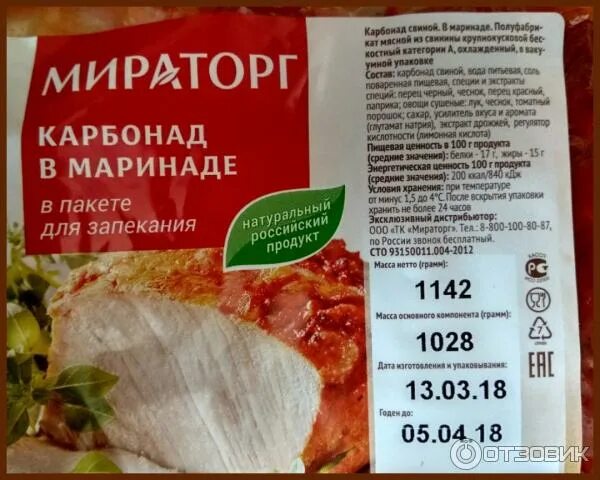 МИРАТОРГ
КАРБОНАД
В МАРИНАДЕ
в пакете
для запекания
натуральный
российский
продукт
Карбонад свиной. В маринаде. Полуфабри-
кат мясной из свинины крупнокусковой бес-
костный категории А, охлажденный, в ваку-
умной упаковке
Состав: карбонад свиной, вода питьевая, соль
поваренная пищевая, специи и экстракты
специй: перец черный, чеснок, перец красный,
паприка; овощи сушеные: лук, чеснок, томатный
порошок; сахар, усилитель вкуса и аромата
(глутамат натрия), экстракт дрожжей, регулятор
кислотности (лимонная кислота)
Пищевая ценность в 100 г продукта
(средние значения): белки - 17 г, жиры - 15 г
Энергетическая ценность 100 г продукта
(средние значения): 200 ккал/840 кДж
Условия хранения: при температуре
от минус 1,5 до 4°С. После вскрытия упаковки
хранить не более 24 часов
Эксклюзивный дистрибьютор:
ООО «ТК «Мираторг». Тел.: 8-800-100-80-87,
по России звонок бесплатный.
СТО 93150011.004-2012
Масса нетто (грамм):
1142
Масса основного компонента (грамм):
1028
Дата изготовления и упаковывания:
13.03.18
Годен до:
05.04.18
7
ЕАС
ОТЗОВИК